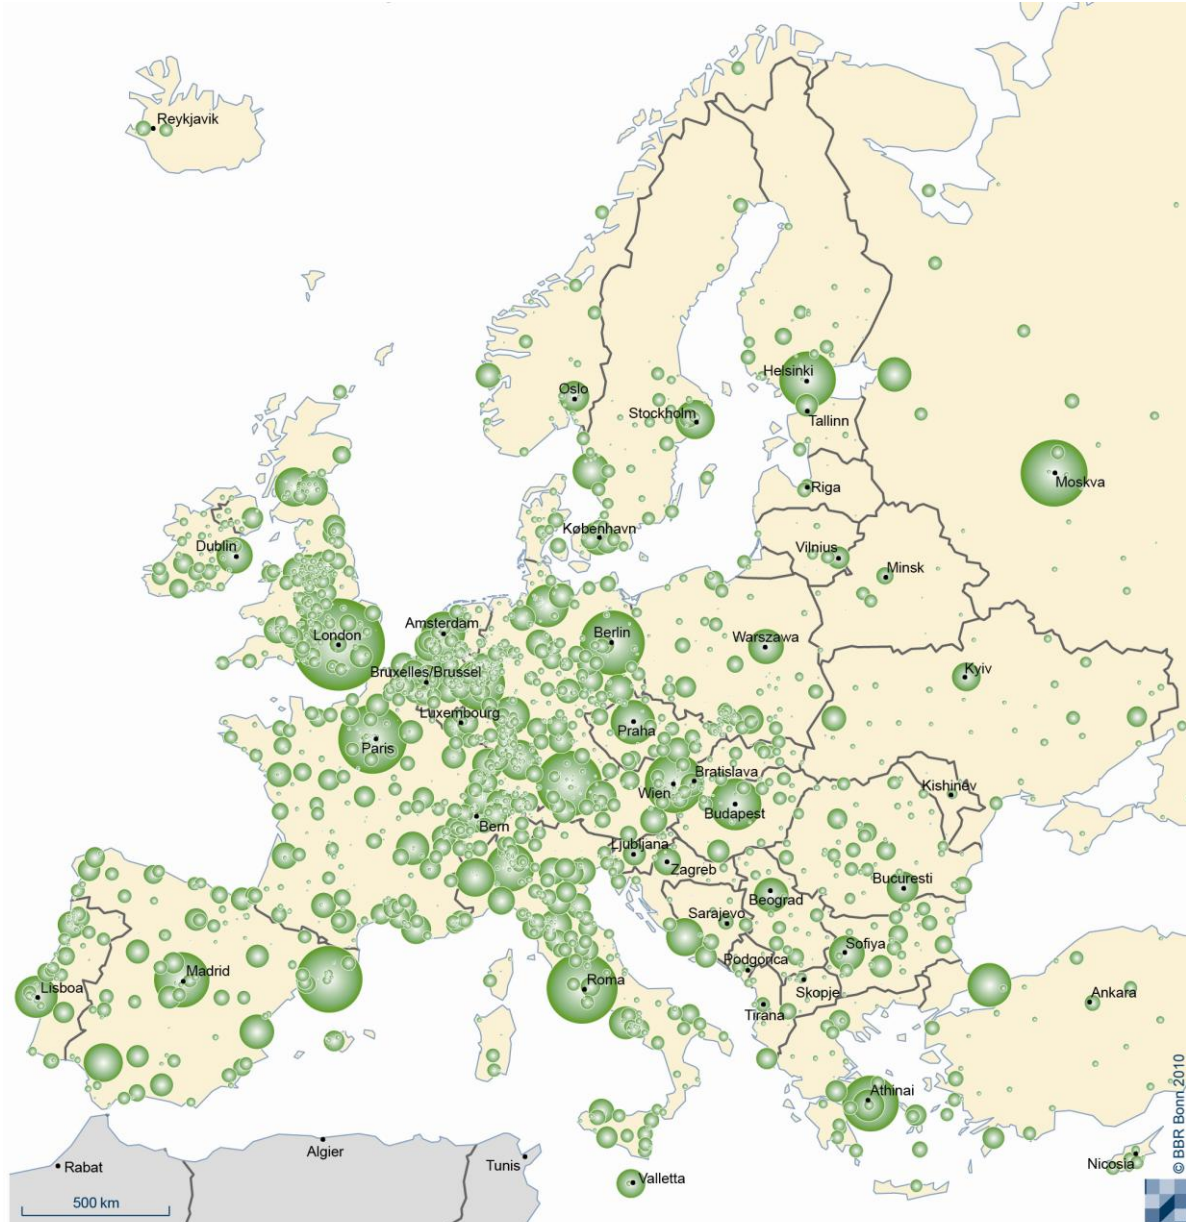 Reykjavik
Helsinki
Oslo
Stockholm
Tallinn
Moskva
Riga
København
Dublin
Vilnius
Minsk
Amsterdam
London
Berlin
Warszawa
Bruxelles/Brussel
Kyiv
Luxembourg
Praha
Paris
Bratislava
Wien
Kishinev
Budapest
Bern
Ljubljana
Zagreb
Bucuresti
Beograd
Sarajevo
Sofiya
Podgorica
Madrid
Roma
Skopje
Lisboa
Ankara
Tirana
Athinai
Algier
Tunis
Rabat
Nicosia
Valletta
500 km
© BBR Bonn 2010